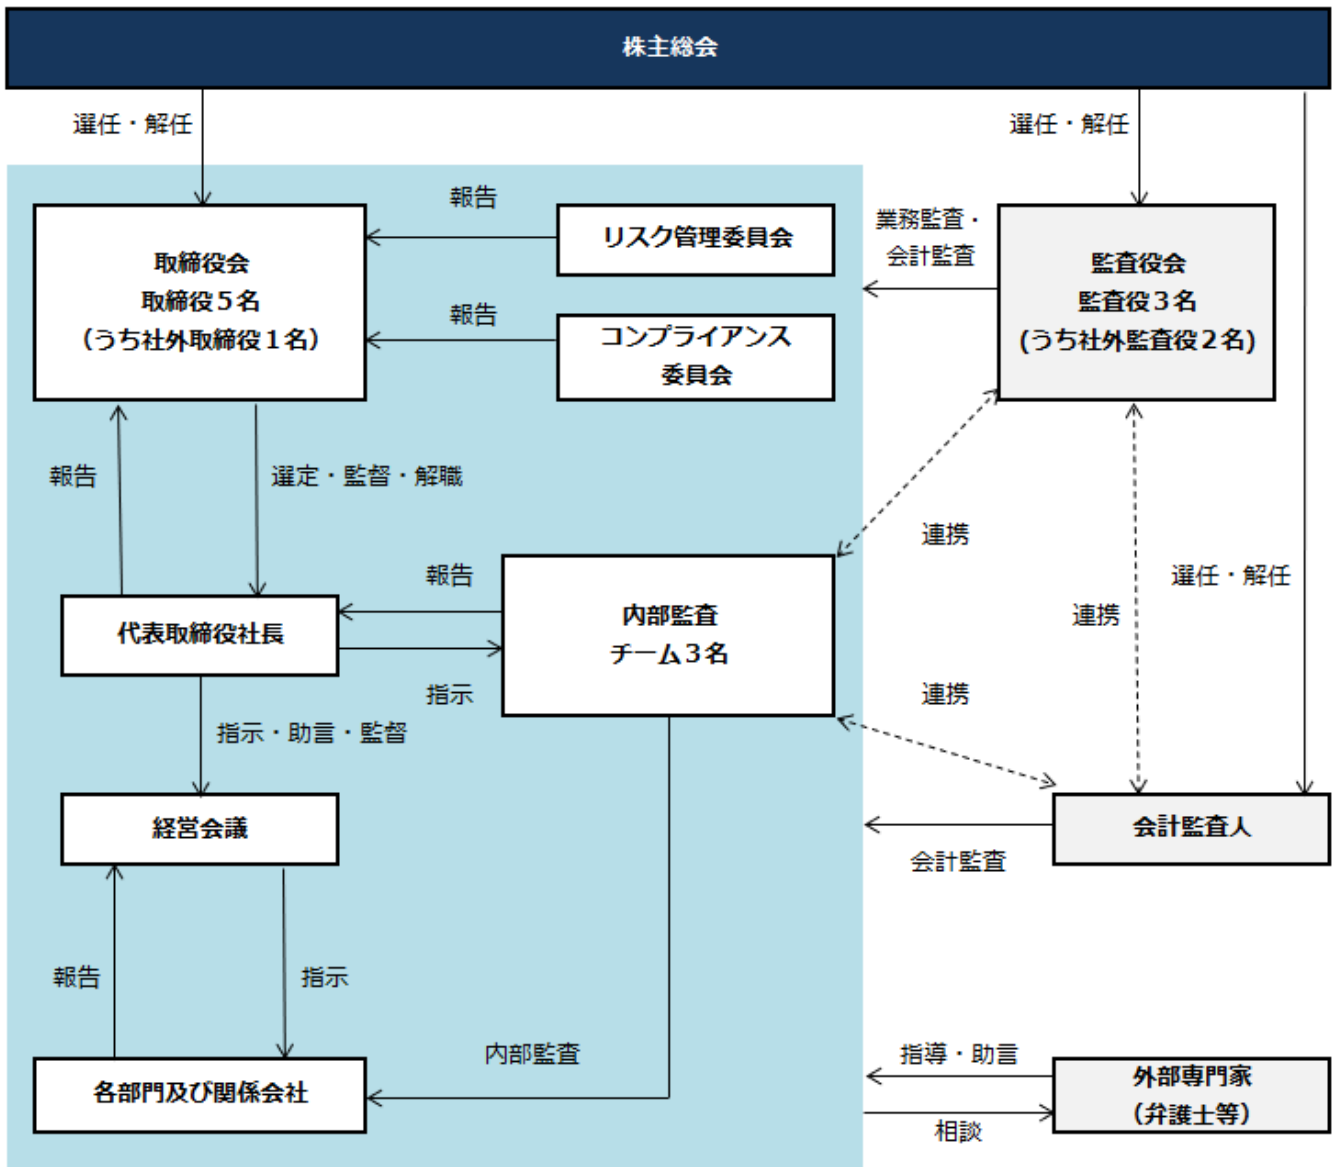 株主総会
選任・解任
選任・解任
報告
リスク管理委員会
業務監査・
会計監査
取締役会
取締役５名
（うち社外取締役１名）
監査役会
監査役３名
(うち社外監査役２名)
報告
コンプライアンス
委員会
報告
選定・監督・解職
連携
報告
選任・解任
内部監査
チーム３名
代表取締役社長
連携
指示
連携
指示・助言・監督
経営会議
会計監査人
会計監査
報告
指示
内部監査
指導・助言
各部門及び関係会社
外部専門家
（弁護士等）
相談